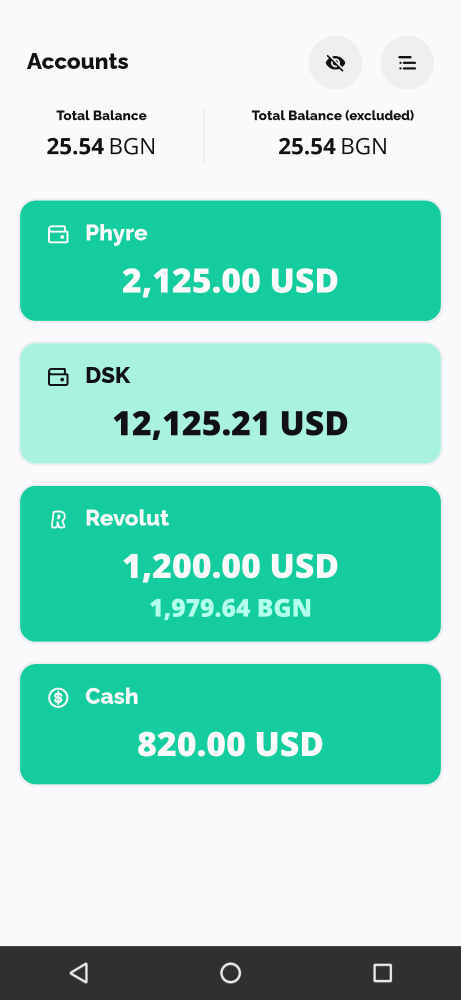 Accounts
Total Balance
25.54 BGN
Total Balance (excluded)
25.54 BGN
Phyre
2,125.00 USD
DSK
12,125.21 USD
Revolut
1,200.00 USD
1,979.64 BGN
Cash
820.00 USD